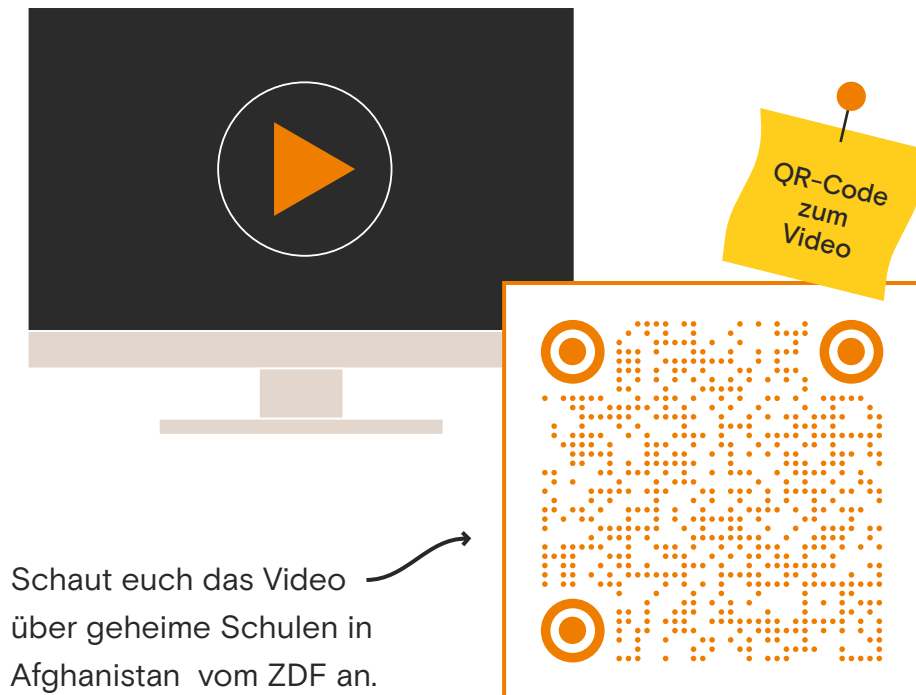 QR-Code
zum
Video
Schaut euch das Video
über geheime Schulen in
Afghanistan vom ZDF an.